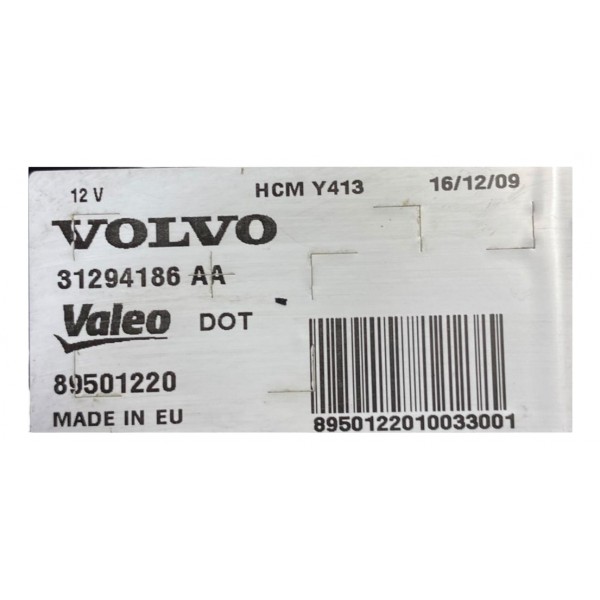 12 V HCM Y413 16/12/09
VOLVO
31294186 AA
Valeo DOT
89501220
MADE IN EU
8950122010033001